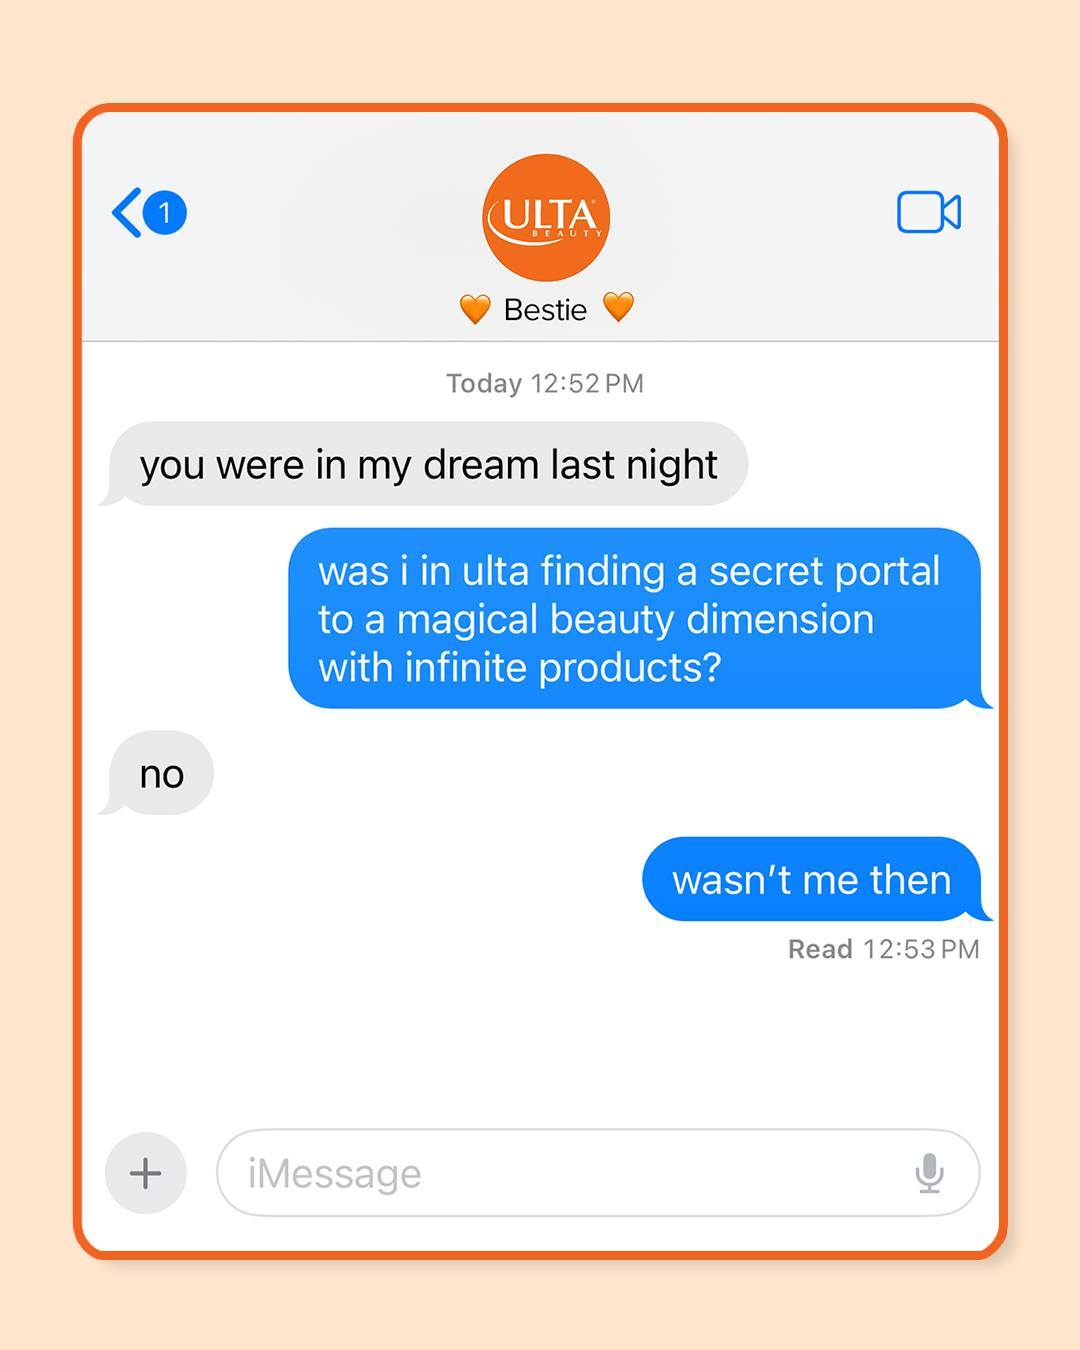 1
ULTA
BEAUTY
🧡 Bestie 🧡
Today 12:52 PM
you were in my dream last night
was i in ulta finding a secret portal
to a magical beauty dimension
with infinite products?
no
wasn’t me then
Read 12:53 PM
iMessage